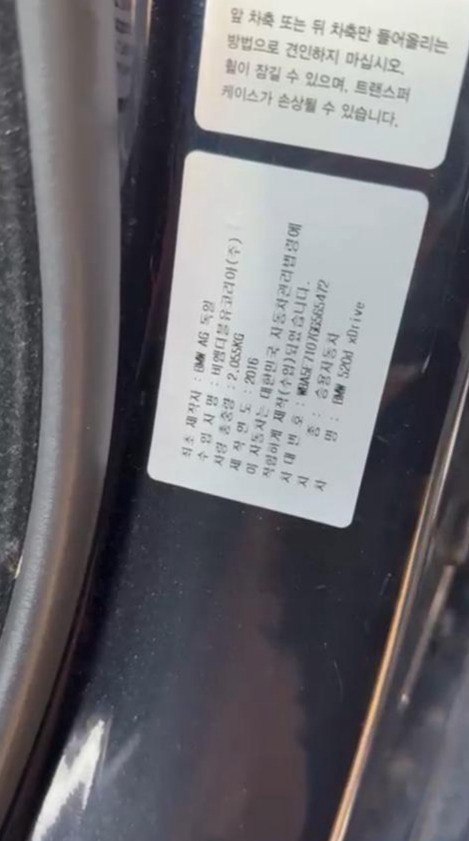 앞 차축 또는 뒤 차축만 들어올리는
방법으로 견인하지 마십시오.
휠이 잠길 수 있으며, 트랜스퍼
케이스가 손상될 수 있습니다.
최초 제작자 : BMW AG 독일
수 입 사 명 : 비엠더블유코리아(주)
차량 총중량 : 2,055KG
제 작 연 도 : 2016
이 자동차는 대한민국 자동차관리법령에
적합하게 제작(수입)되었습니다.
차 대 번 호 :
차 종 : 승용자동차
차 명 : BMW 520d xDrive